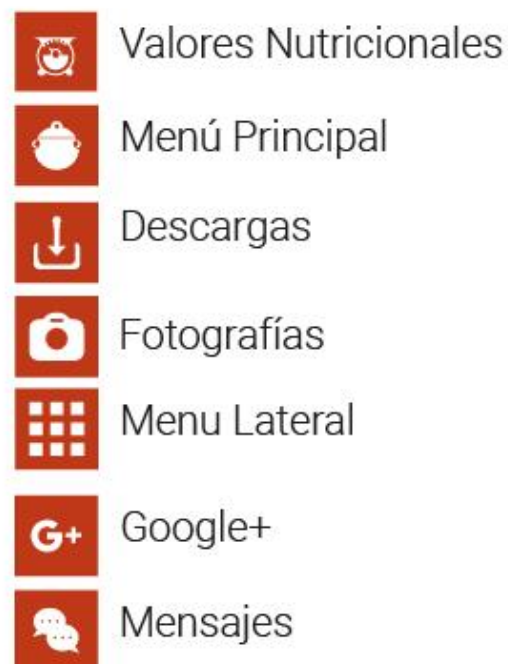 Valores Nutricionales
Menú Principal
Descargas
Fotografías
Menu Lateral
G+ Google+
Mensajes